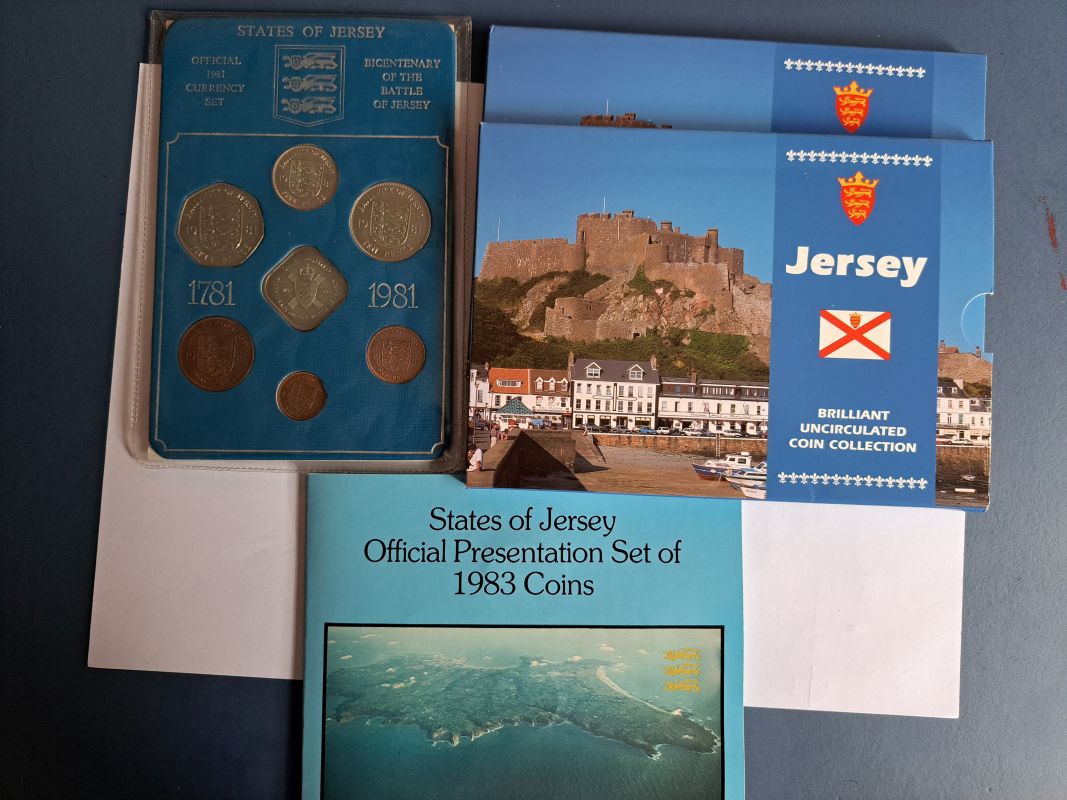 STATES OF JERSEY
OFFICIAL
1981
CURRENCY
SET
BICENTENARY
OF THE
BATTLE
OF JERSEY
1781
1981
Jersey
BRILLIANT
UNCIRCULATED
COIN COLLECTION
States of Jersey
Official Presentation Set of
1983 Coins